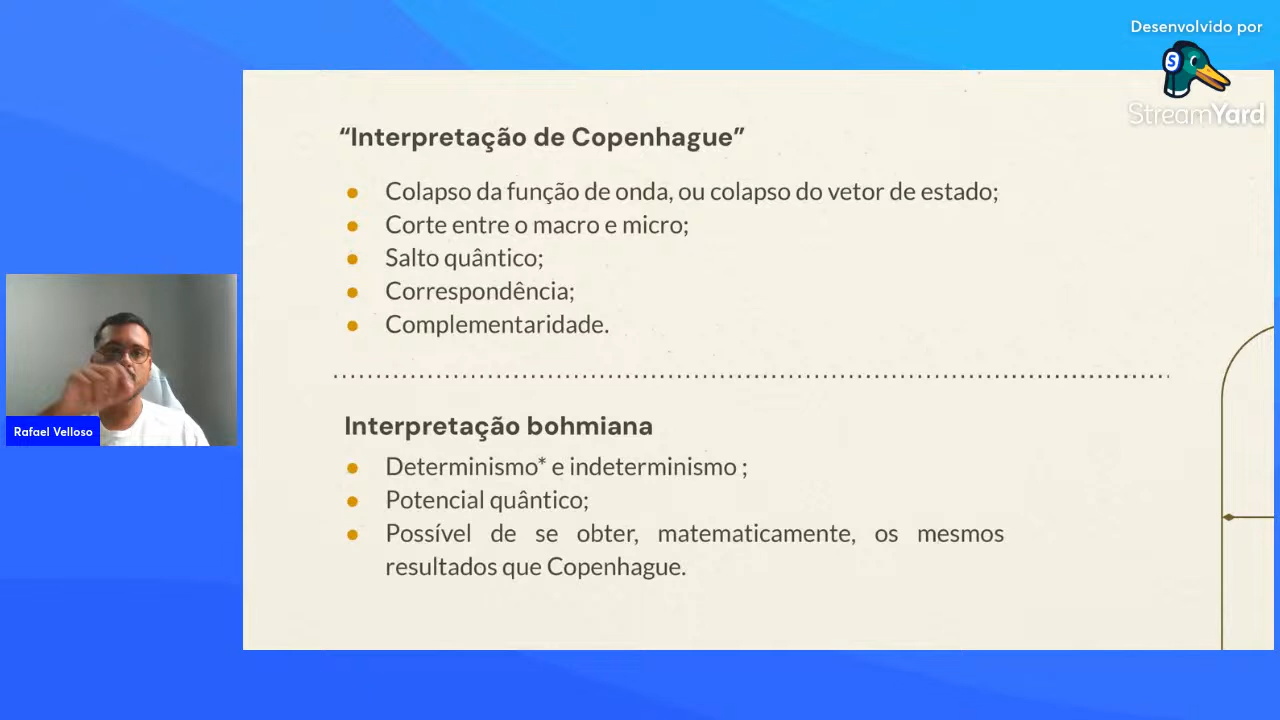 Desenvolvido por
S
StreamYard
“Interpretação de Copenhague”
● Colapso da função de onda, ou colapso do vetor de estado;
● Corte entre o macro e micro;
● Salto quântico;
● Correspondência;
● Complementaridade.
Interpretação bohmiana
● Determinismo* e indeterminismo ;
● Potencial quântico;
● Possível de se obter, matematicamente, os mesmos
resultados que Copenhague.
Rafael Velloso